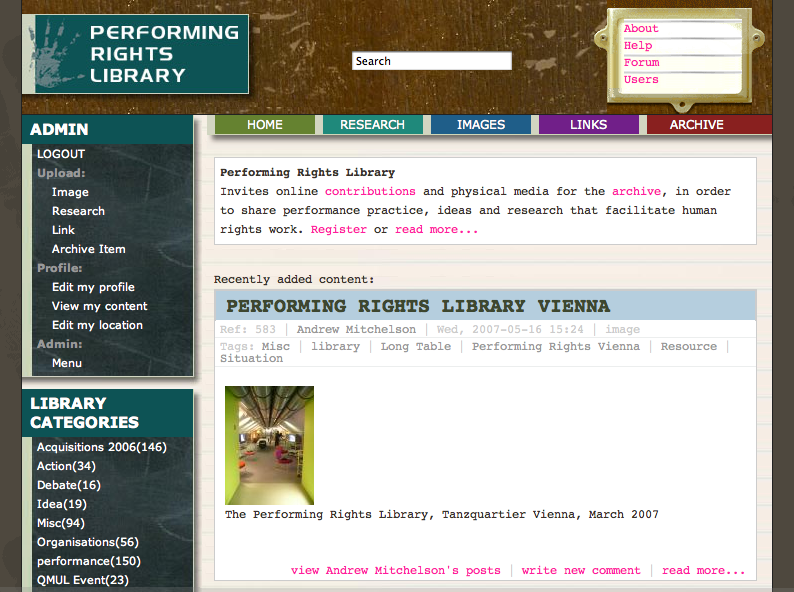 PERFORMING
RIGHTS
LIBRARY
Search
About
Help
Forum
Users
HOME
RESEARCH
IMAGES
LINKS
ARCHIVE
ADMIN
LOGOUT
Upload:
Image
Research
Link
Archive Item
Profile:
Edit my profile
View my content
Edit my location
Admin:
Menu
LIBRARY
CATEGORIES
Acquisitions 2006(146)
Action(34)
Debate(16)
Idea(19)
Misc(94)
Organisations(56)
performance(150)
QMUL Event(23)
Performing Rights Library
Invites online contributions and physical media for the archive, in order
to share performance practice, ideas and research that facilitate human
rights work. Register or read more...
Recently added content:
PERFORMING RIGHTS LIBRARY VIENNA
Ref: 583 | Andrew Mitchelson | Wed, 2007-05-16 15:24 | image
Tags: Misc | library | Long Table | Performing Rights Vienna | Resource |
Situation
The Performing Rights Library, Tanzquartier Vienna, March 2007
view Andrew Mitchelson's posts | write new comment | read more...